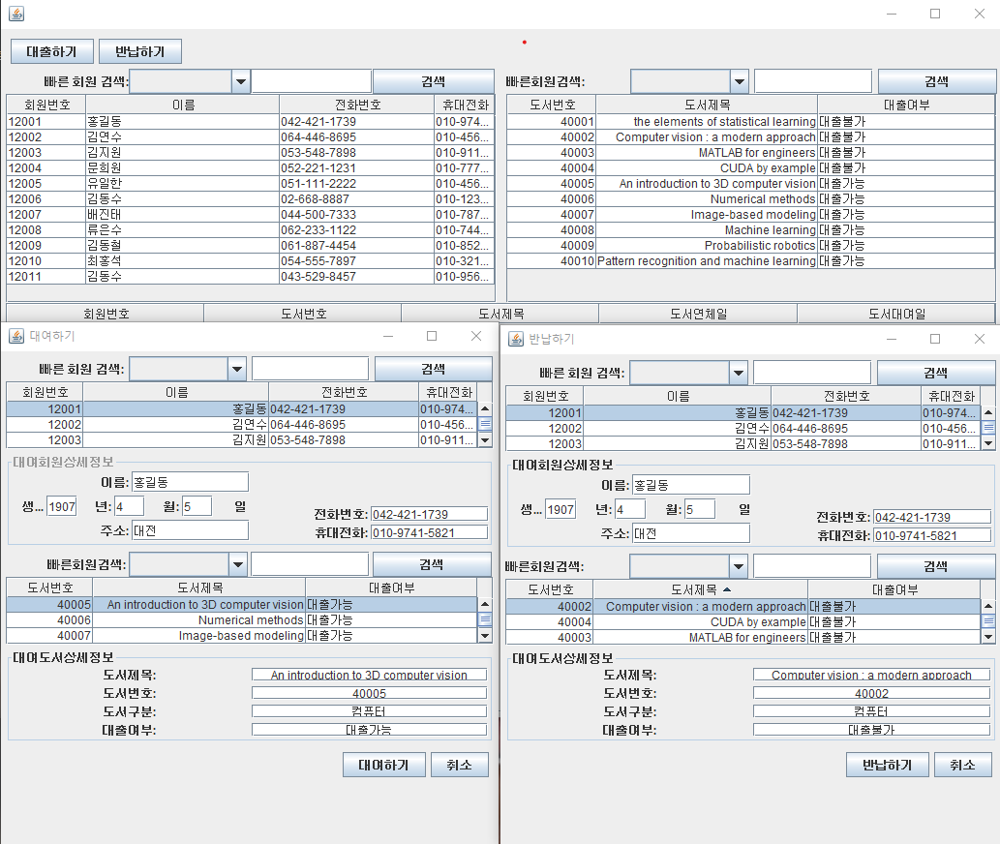 대출하기 반납하기
빠른 회원 검색: 검색
회원번호 이름 전화번호 휴대전화
12001 홍길동 042-421-1739 010-974...
12002 김연수 064-446-8695 010-456...
12003 김지원 053-548-7898 010-911...
12004 문희원 052-221-1231 010-777...
12005 유일한 051-111-2222 010-456...
12006 김동수 02-668-8887 010-123...
12007 배진태 044-500-7333 010-787...
12008 류은수 062-233-1122 010-744...
12009 김동철 061-887-4454 010-852...
12010 최홍석 054-555-7897 010-321...
12011 김동수 043-529-8457 010-956...
빠른회원검색: 검색
도서번호 도서제목 대출여부
40001 the elements of statistical learning 대출불가
40002 Computer vision : a modern approach 대출불가
40003 MATLAB for engineers 대출불가
40004 CUDA by example 대출불가
40005 An introduction to 3D computer vision 대출가능
40006 Numerical methods 대출가능
40007 Image-based modeling 대출가능
40008 Machine learning 대출가능
40009 Probabilistic robotics 대출가능
40010 Pattern recognition and machine learning 대출가능
회원번호 도서번호 도서제목 도서연체일 도서대여일
대여하기
빠른 회원 검색: 검색
회원번호 이름 전화번호 휴대전화
12001 홍길동 042-421-1739 010-974...
12002 김연수 064-446-8695 010-456...
12003 김지원 053-548-7898 010-911...
대여회원상세정보
이름: 홍길동
생... 1907 년: 4 월: 5 일
전화번호: 042-421-1739
주소: 대전
휴대전화: 010-9741-5821
빠른회원검색: 검색
도서번호 도서제목 대출여부
40005 An introduction to 3D computer vision 대출가능
40006 Numerical methods 대출가능
40007 Image-based modeling 대출가능
대여도서상세정보
도서제목: An introduction to 3D computer vision
도서번호: 40005
도서구분: 컴퓨터
대출여부: 대출가능
대여하기 취소
반납하기
빠른 회원 검색: 검색
회원번호 이름 전화번호 휴대전화
12001 홍길동 042-421-1739 010-974...
12002 김연수 064-446-8695 010-456...
12003 김지원 053-548-7898 010-911...
대여회원상세정보
이름: 홍길동
생... 1907 년: 4 월: 5 일
전화번호: 042-421-1739
주소: 대전
휴대전화: 010-9741-5821
빠른회원검색: 검색
도서번호 도서제목 대출여부
40002 Computer vision : a modern approach 대출불가
40004 CUDA by example 대출불가
40003 MATLAB for engineers 대출불가
대여도서상세정보
도서제목: Computer vision : a modern approach
도서번호: 40002
도서구분: 컴퓨터
대출여부: 대출불가
반납하기 취소